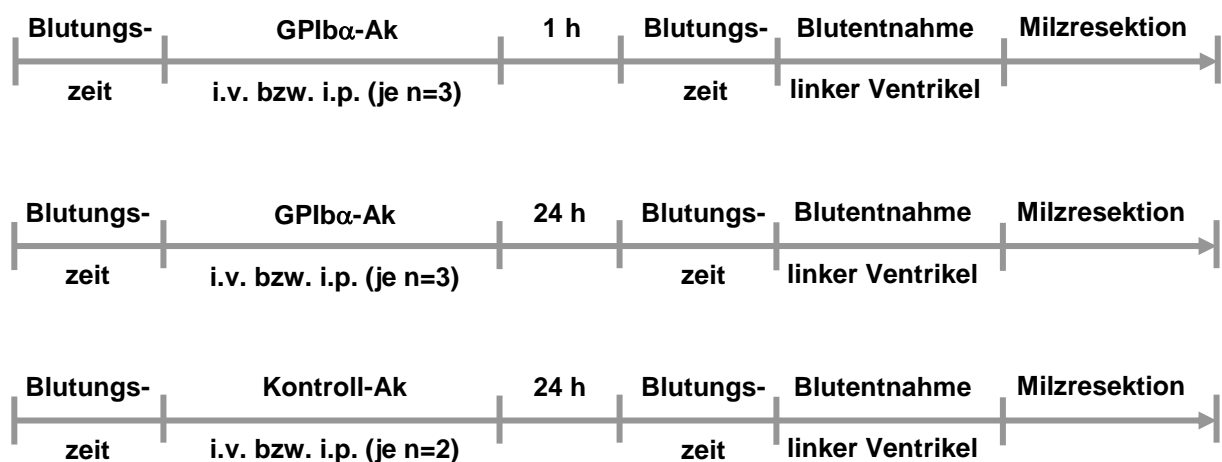 Blutungs- GPIbα-Ak 1 h Blutungs- Blutentnahme Milzresektion
zeit i.v. bzw. i.p. (je n=3) zeit linker Ventrikel
Blutungs- GPIbα-Ak 24 h Blutungs- Blutentnahme Milzresektion
zeit i.v. bzw. i.p. (je n=3) zeit linker Ventrikel
Blutungs- Kontroll-Ak 24 h Blutungs- Blutentnahme Milzresektion
zeit i.v. bzw. i.p. (je n=2) zeit linker Ventrikel